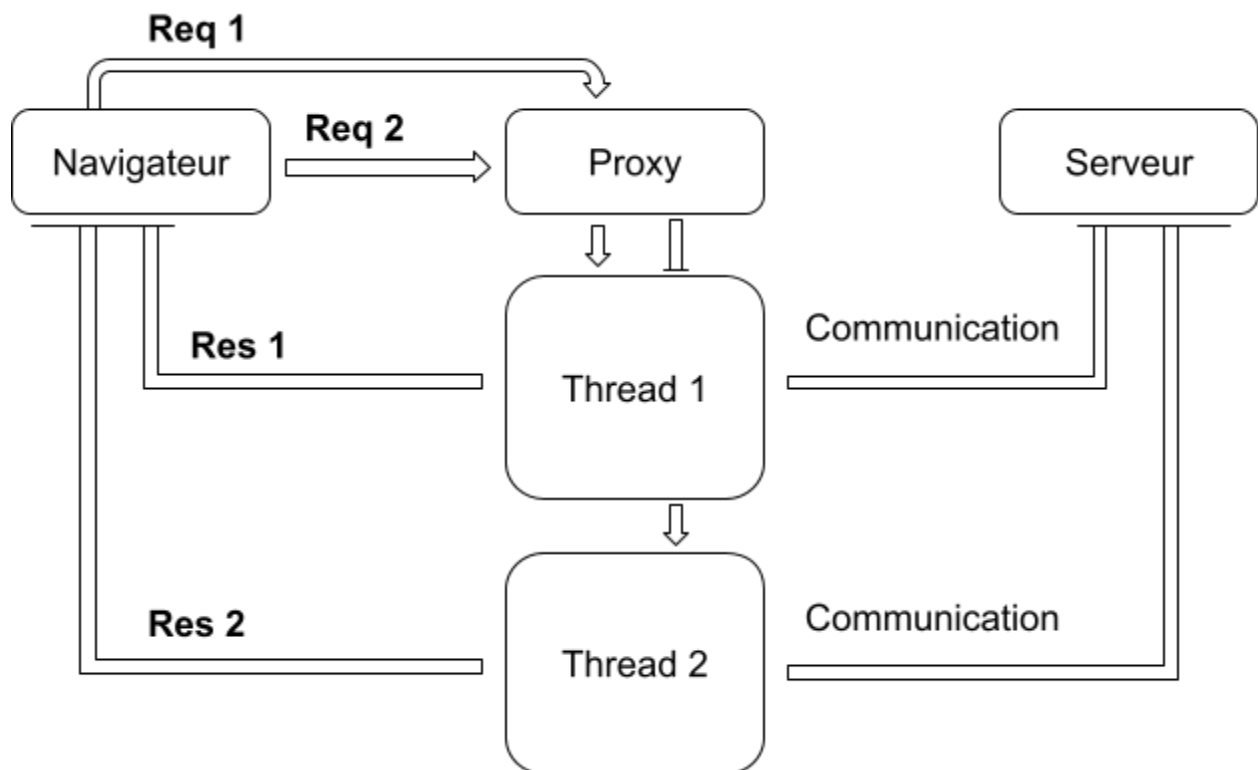 Req 1
Req 2
Navigateur
Proxy
Serveur
Res 1
Thread 1
Communication
Res 2
Thread 2
Communication